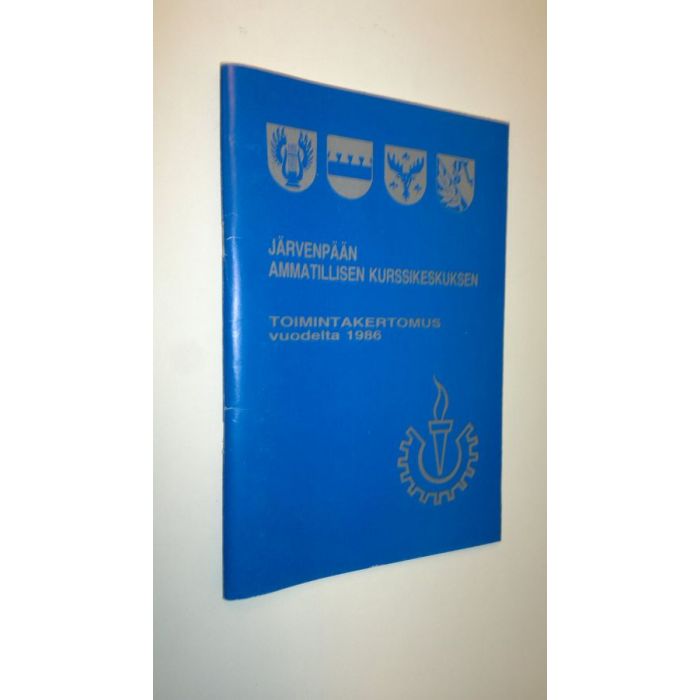 JÄRVENPÄÄN
AMMATILLISEN KURSSIKESKUKSEN
TOIMINTAKERTOMUS
vuodelta 1986